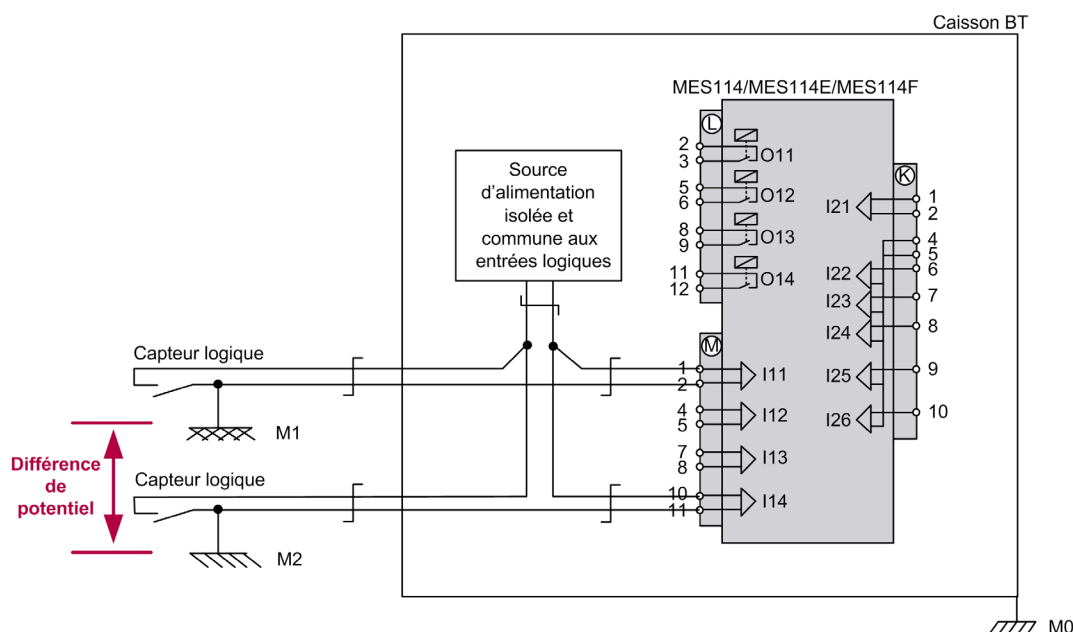 Caisson BT
MES114/MES114E/MES114F
L
2
3
O11
5
6
O12
8
9
O13
11
12
O14
K
I21
1
2
4
5
I22
6
I23
7
I24
8
I25
9
I26
10
Source
d'alimentation
isolée et
commune aux
entrées logiques
M
1
2
I11
4
5
I12
7
8
I13
10
11
I14
Capteur logique
M1
Différence
de
potentiel
Capteur logique
M2
M0